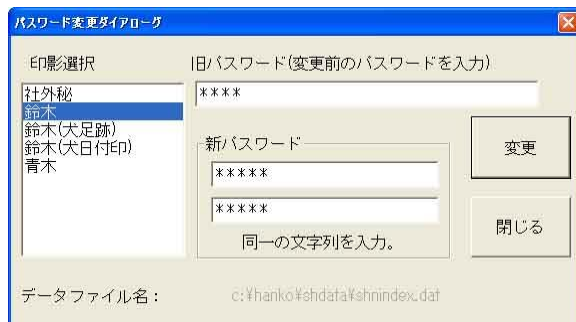 パスワード変更ダイアローグ
印影選択
旧パスワード(変更前のパスワードを入力)
社外秘
鈴木
鈴木(犬足跡)
鈴木(犬日付印)
青木
****
新パスワード
*****
*****
同一の文字列を入力。
変更
閉じる
データファイル名:
c:¥hanko¥shdata¥shnindex.dat